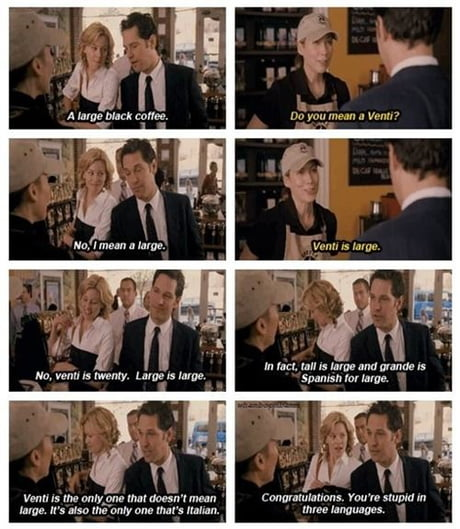 A large black coffee.
Do you mean a Venti?
No, I mean a large.
Venti is large.
No, venti is twenty. Large is large.
In fact, tall is large and grande is
Spanish for large.
Venti is the only one that doesn't mean
large. It's also the only one that's Italian.
Congratulations. You're stupid in
three languages.